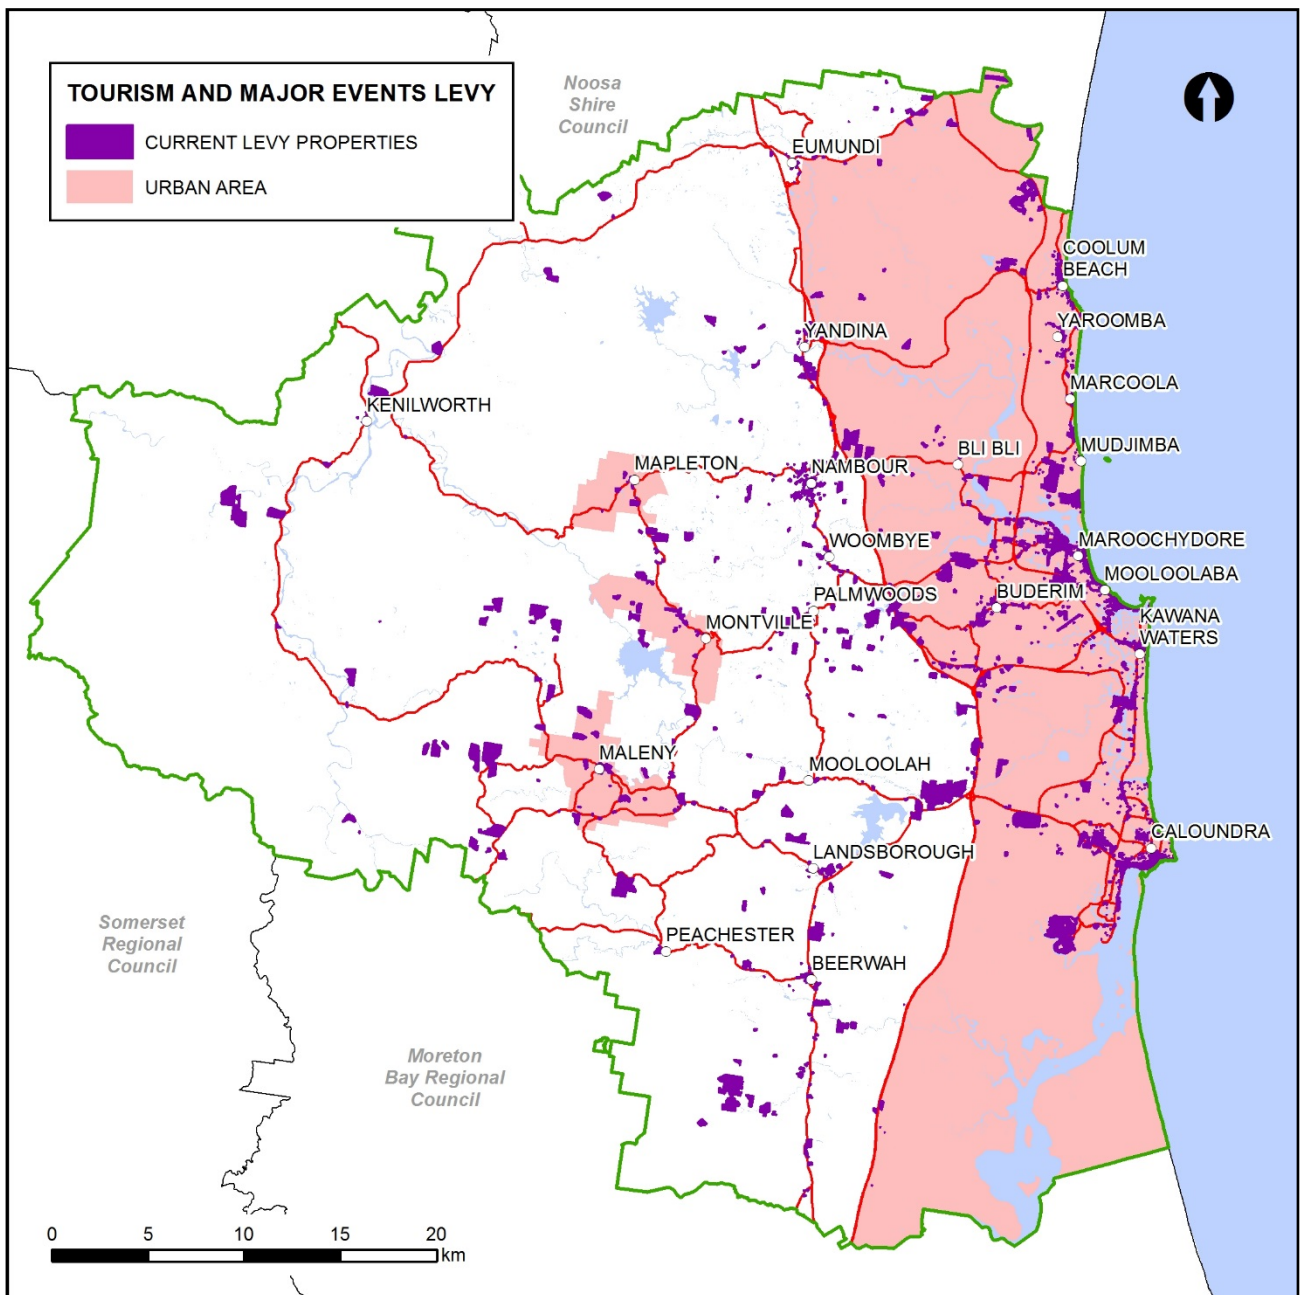 TOURISM AND MAJOR EVENTS LEVY
CURRENT LEVY PROPERTIES
URBAN AREA
Noosa
Shire
Council
EUMUNDI
COOLUM
BEACH
YAROOMBA
YANDINA
MARCOOLA
KENILWORTH
MUDJIMBA
BLI BLI
MAPLETON
NAMBOUR
WOOMBYE
MAROOCHYDORE
MOOLOOLABA
PALMWOODS
BUDERIM
KAWANA
WATERS
MONTVILLE
MALENY
MOOLOOLAH
CALOUNDRA
LANDSBOROUGH
Somerset
Regional
Council
PEACHESTER
BEERWAH
Moreton
Bay Regional
Council
0 5 10 15 20
km